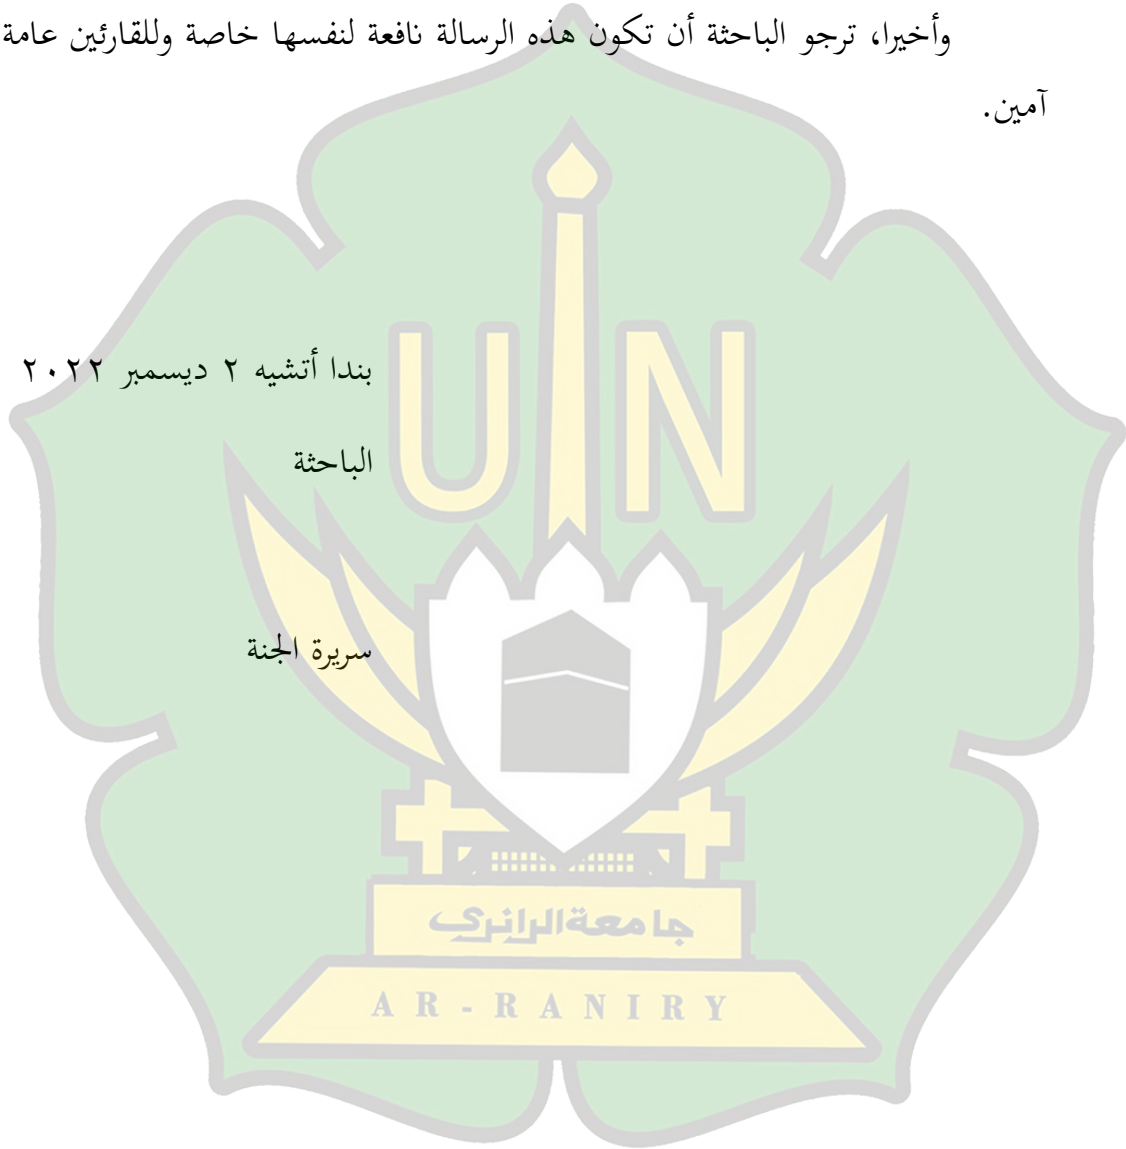 وأخيرا، ترجو الباحثة أن تكون هذه الرسالة نافعة لنفسها خاصة وللقارئين عامة
آمين.
بندا أتشيه ٢ ديسمبر ٢٠٢٢
الباحثة
سريرة الجنة
UIN
جامعة الرانري
AR-RANIRY